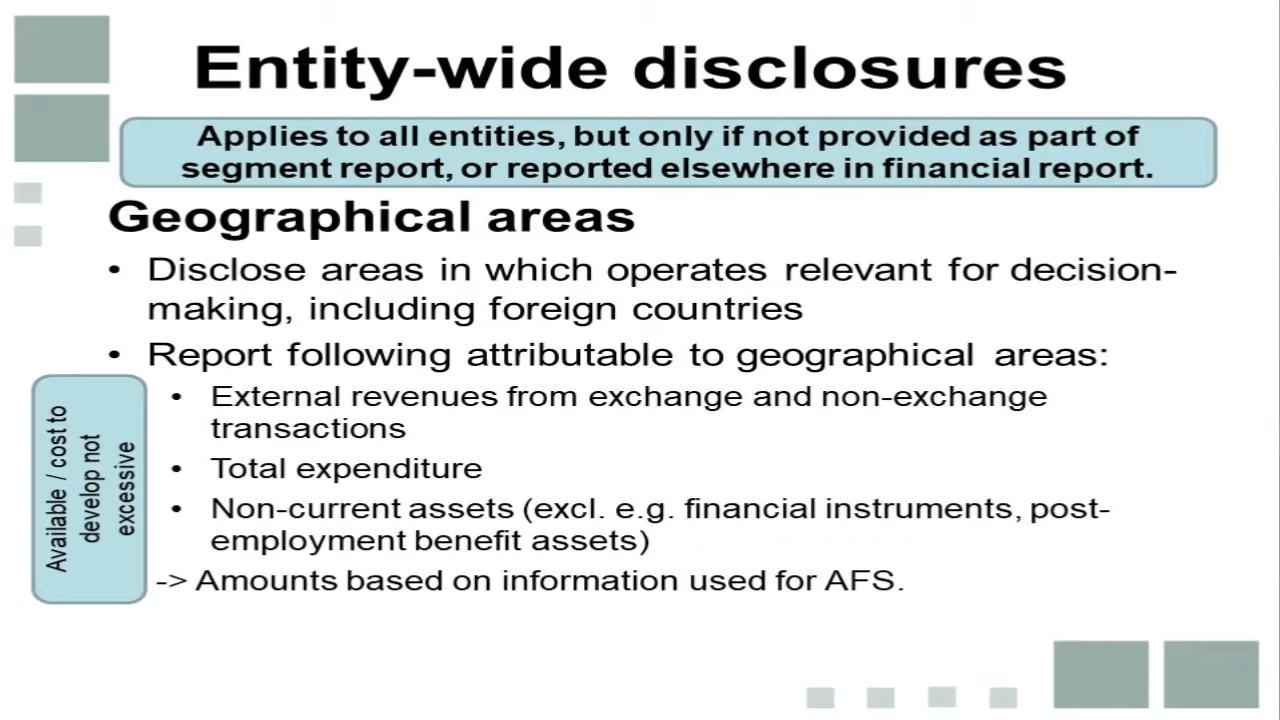 Entity-wide disclosures
Applies to all entities, but only if not provided as part of
segment report, or reported elsewhere in financial report.
Geographical areas
• Disclose areas in which operates relevant for decision-
making, including foreign countries
• Report following attributable to geographical areas:
Available / cost to
develop not
excessive
• External revenues from exchange and non-exchange
transactions
• Total expenditure
• Non-current assets (excl. e.g. financial instruments, post-
employment benefit assets)
-> Amounts based on information used for AFS.